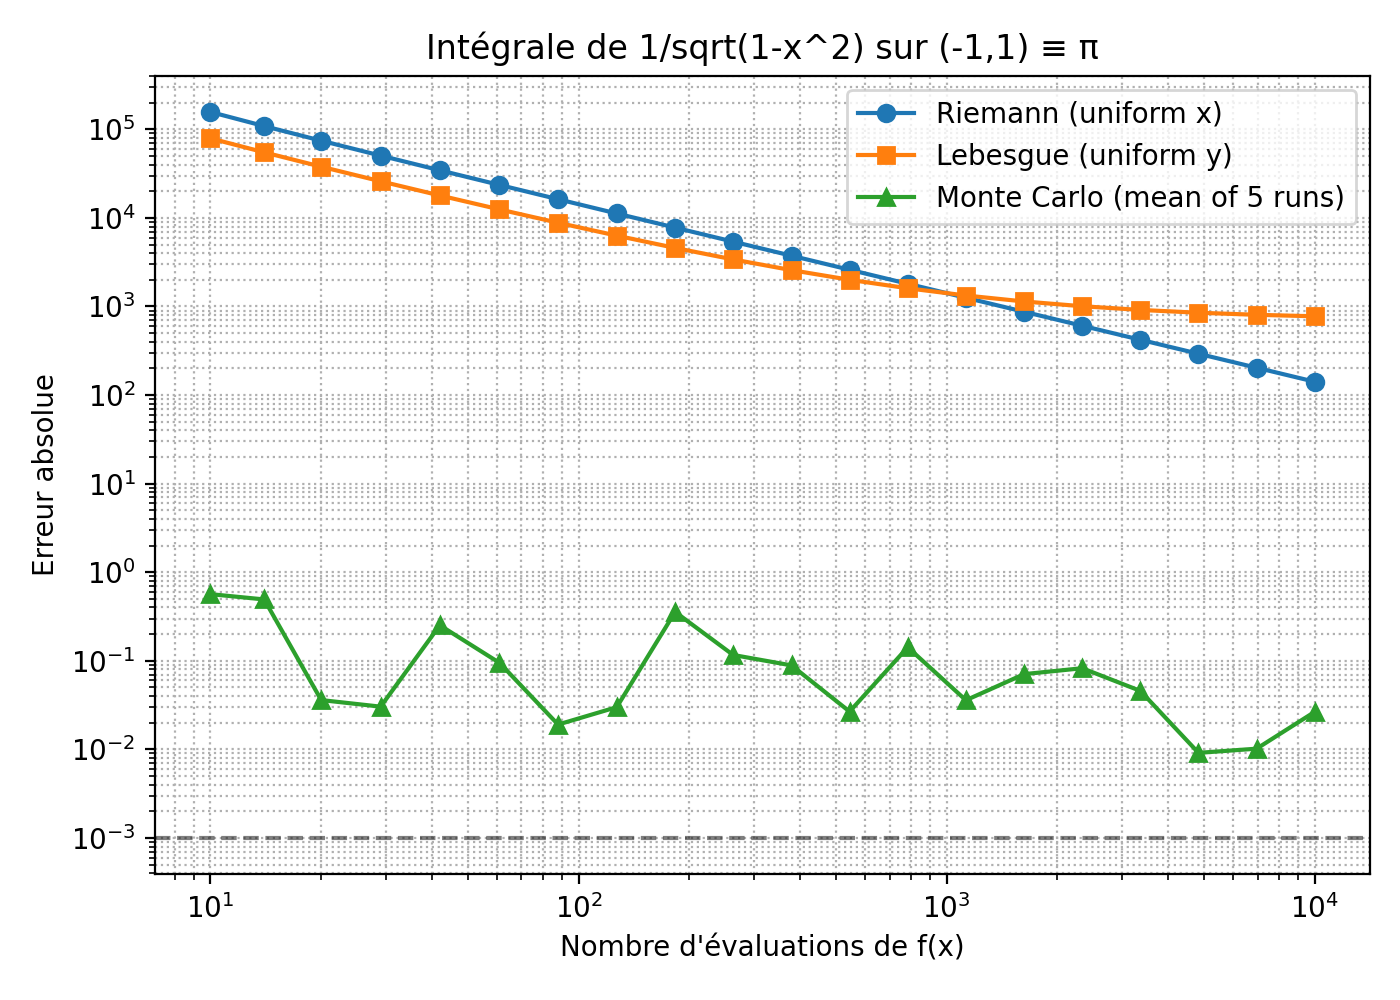 Intégrale de 1/sqrt(1-x^2) sur (-1,1) ≡ π
Riemann (uniform x)
Lebesgue (uniform y)
Monte Carlo (mean of 5 runs)
Erreur absolue
10⁵
10⁴
10³
10²
10¹
10⁰
10⁻¹
10⁻²
10⁻³
10¹ 10² 10³ 10⁴
Nombre d'évaluations de f(x)